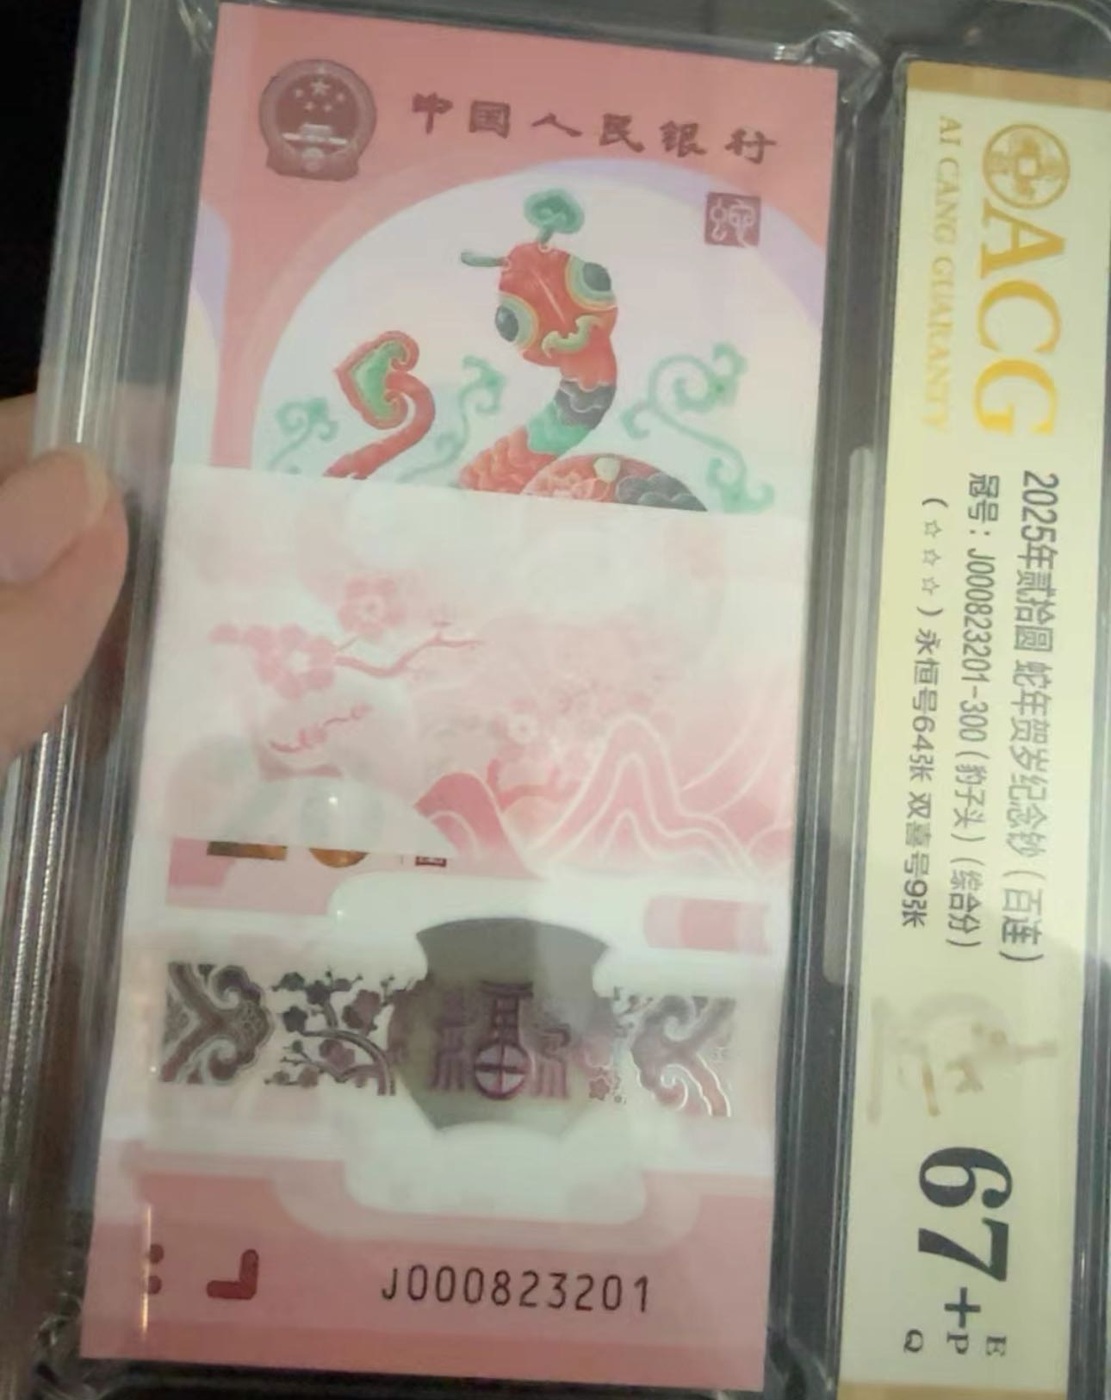 中国人民银行
J000823201
ACG
AI CANG GUARANTY
2025年贰拾圆 蛇年贺岁纪念钞(百连)
冠号:J000823201-300(豹子头)(综合分)
(☆☆☆)永恒号64张 双喜号9张
67+
E
P
Q